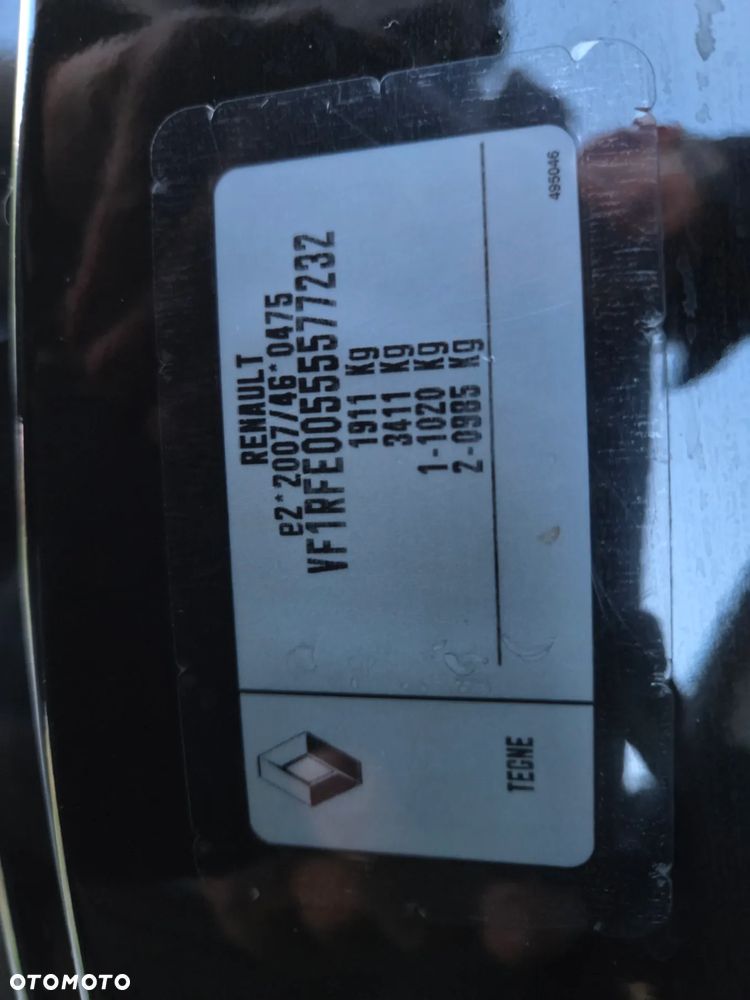 RENAULT
e2*2007/46*0475
VF1RFE00555577232
1911 Kg
3411 Kg
1-1020 Kg
2-0985 Kg
495046
TEGNE
OTOMOTO